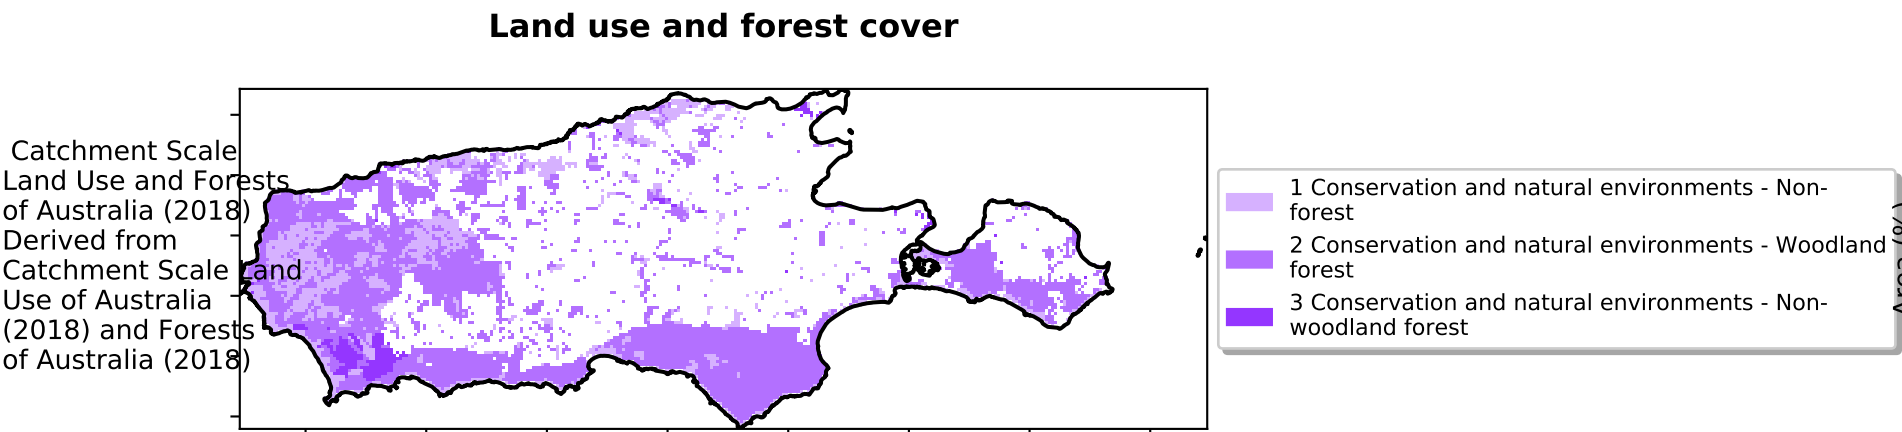 Land use and forest cover
Catchment Scale
Land Use and Forests
of Australia (2018)
Derived from
Catchment Scale Land
Use of Australia
(2018) and Forests
of Australia (2018)
1 Conservation and natural environments - Non-
forest
2 Conservation and natural environments - Woodland
forest
3 Conservation and natural environments - Non-
woodland forest